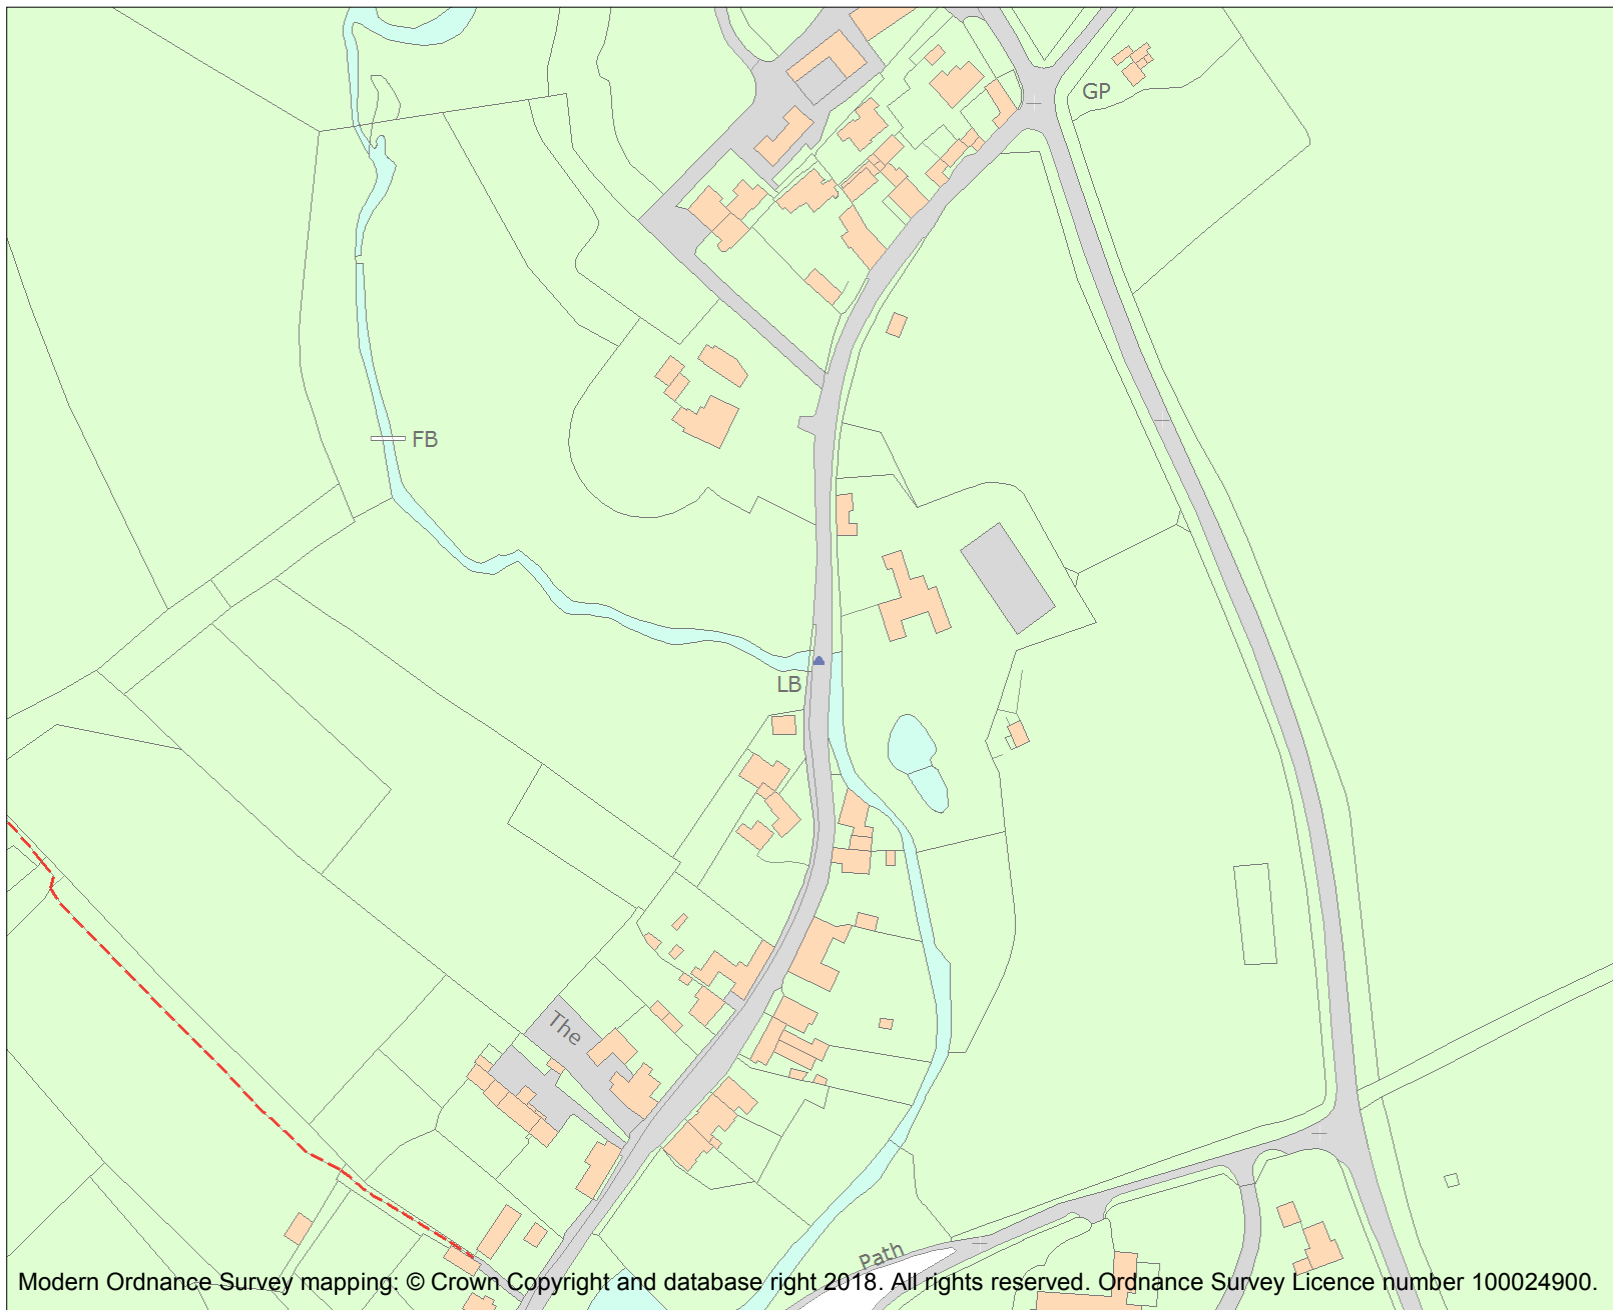 GP
FB
LB
The
Path
Modern Ordnance Survey mapping: © Crown Copyright and database right 2018. All rights reserved. Ordnance Survey Licence number 100024900.